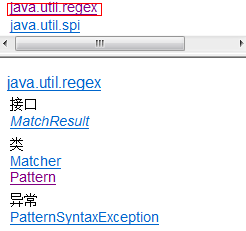 java.util.regex
java.util.spi
java.util.regex
接口
MatchResult
类
Matcher
Pattern
异常
PatternSyntaxException